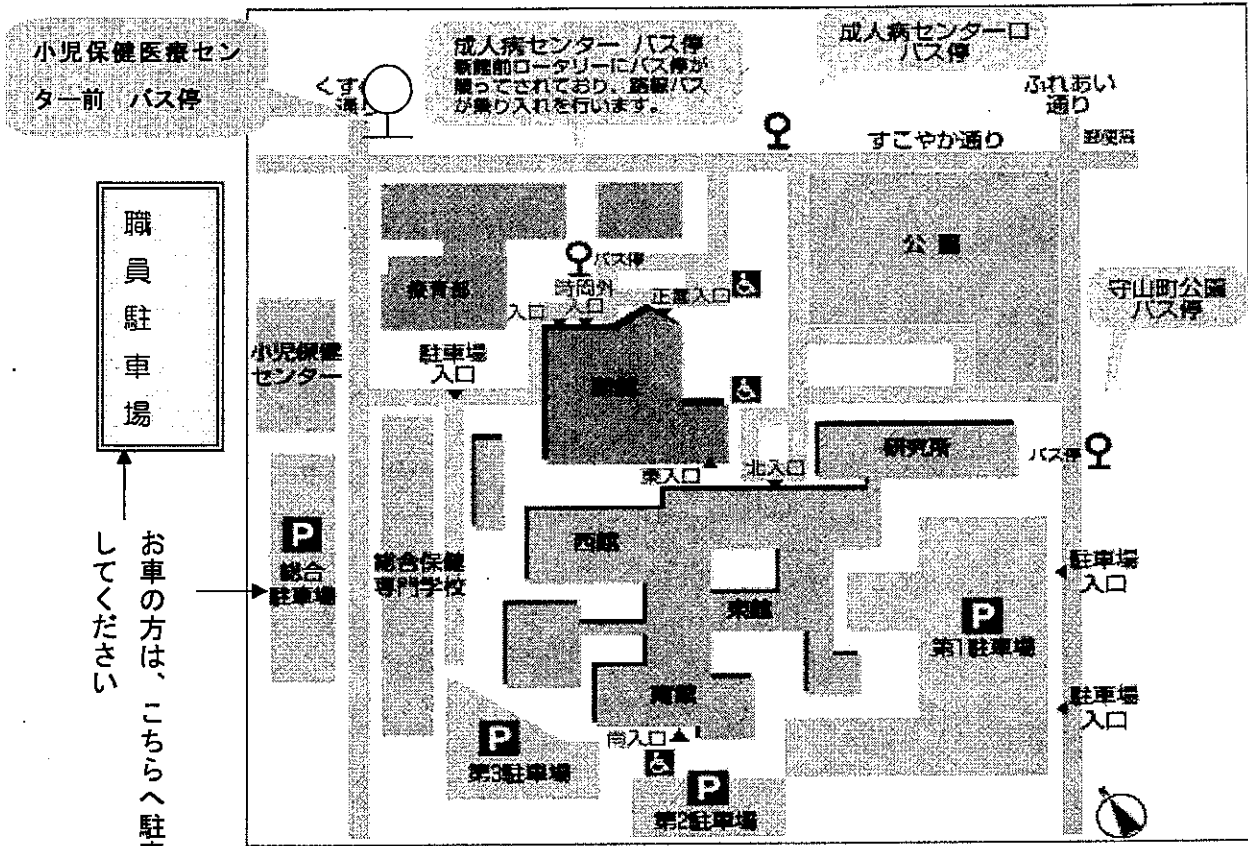 小児保健医療セン
ター前 バス停
成人病センター バス停
新館前ロータリーにバス停が
設ってされており、路線バス
が乗り入れを行います。
成人病センター口
バス停
ふれあい
通り
すこやか通り
郵便局
職員駐車場
療育部
バス停
時間外
入口
入口
正面入口
公園
守山町公園
バス停
小児保健
センター
駐車場
入口
東入口
北入口
研究所
バス停
P
総合
駐車場
総合保健
専門学校
西館
東館
駐車場
入口
P
第1駐車場
南館
駐車場
入口
P
第3駐車場
南入口
P
第2駐車場
お車の方は、こちらへ駐車
してください